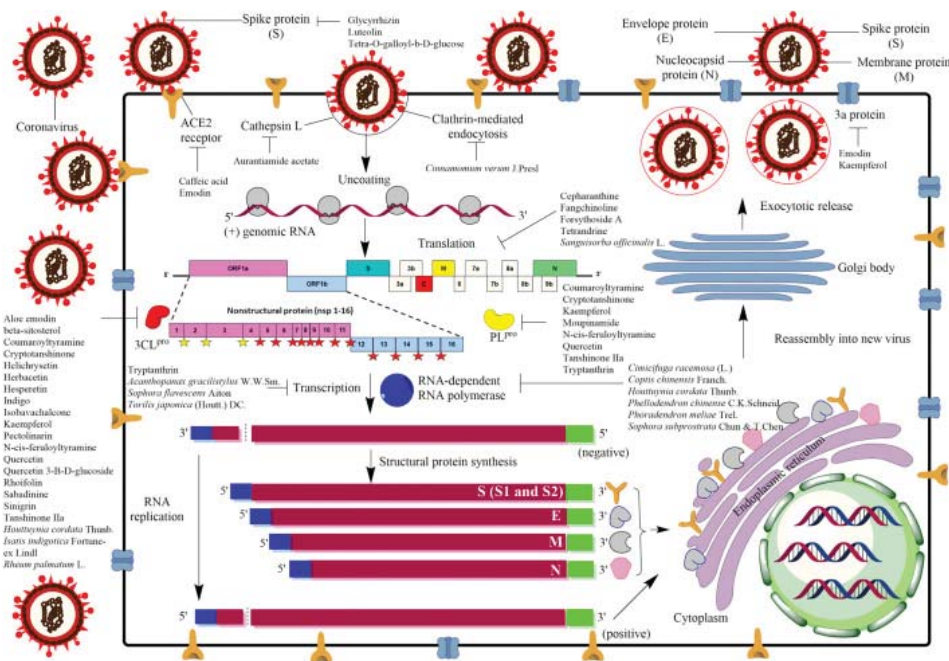 Spike protein
(S)
Glycyrrhizin
Luteolin
Tetra-O-galloyl-b-D-glucose
Envelope protein
(E)
Spike protein
(S)
Nucleocapsid
protein (N)
Membrane protein
(M)
Coronavirus
ACE2
receptor
Caffeic acid
Emodin
Cathepsin L
Aurantiamide acetate
Clathrin-mediated
endocytosis
Cinnamomum verum J.Presl
3a protein
Emodin
Kaempferol
Uncoating
5'
3'
(+) genomic RNA
Translation
Cepharanthine
Fangchinoline
Forsythoside A
Tetrandrine
Sanguisorba officinalis L.
Exocytotic release
Golgi body
5'
ORF1a
ORF1b
S
3a
3b
E
M
6
7a
7b
8a
8b
N
9b
3'
Nonstructural protein (nsp 1-16)
1 2 3 4 5 6 7 8 9 10 11
12 13 14 15 16
3CLpro
PLpro
Coumaroyltyramine
Cryptotanshinone
Kaempferol
Moupinamide
N-cis-feruloyltyramine
Quercetin
Tanshinone IIa
Tryptanthrin
Reassembly into new virus
Aloe emodin
beta-sitosterol
Coumaroyltyramine
Cryptotanshinone
Helichrysetin
Herbacetin
Hesperetin
Indigo
Isobavachalcone
Kaempferol
Pectolinarin
N-cis-feruloyltyramine
Quercetin
Quercetin 3-B-D-glucoside
Rhoifolin
Sabadinine
Sinigrin
Tanshinone IIa
Houttuynia cordata Thunb.
Isatis indigotica Fortune-
ex Lindl
Rheum palmatum L.
Tryptanthrin
Acanthopanax gracilistylus W.W.Sm.
Sophora flavescens Aiton
Torilis japonica (Houtt.) DC.
Transcription
RNA-dependent
RNA polymerase
Cimicifuga racemosa (L.)
Coptis chinensis Franch.
Houttuynia cordata Thunb.
Phellodendron chinense C.K.Schneid
Phoradendron meliae Trel.
Sophora subprostrata Chun & T.Chen
3'
5'
(negative)
Structural protein synthesis
RNA
replication
5'
S (S1 and S2)
3'
5'
E
3'
5'
M
3'
5'
N
3'
5'
3'
(positive)
Endoplasmic reticulum
Cytoplasm